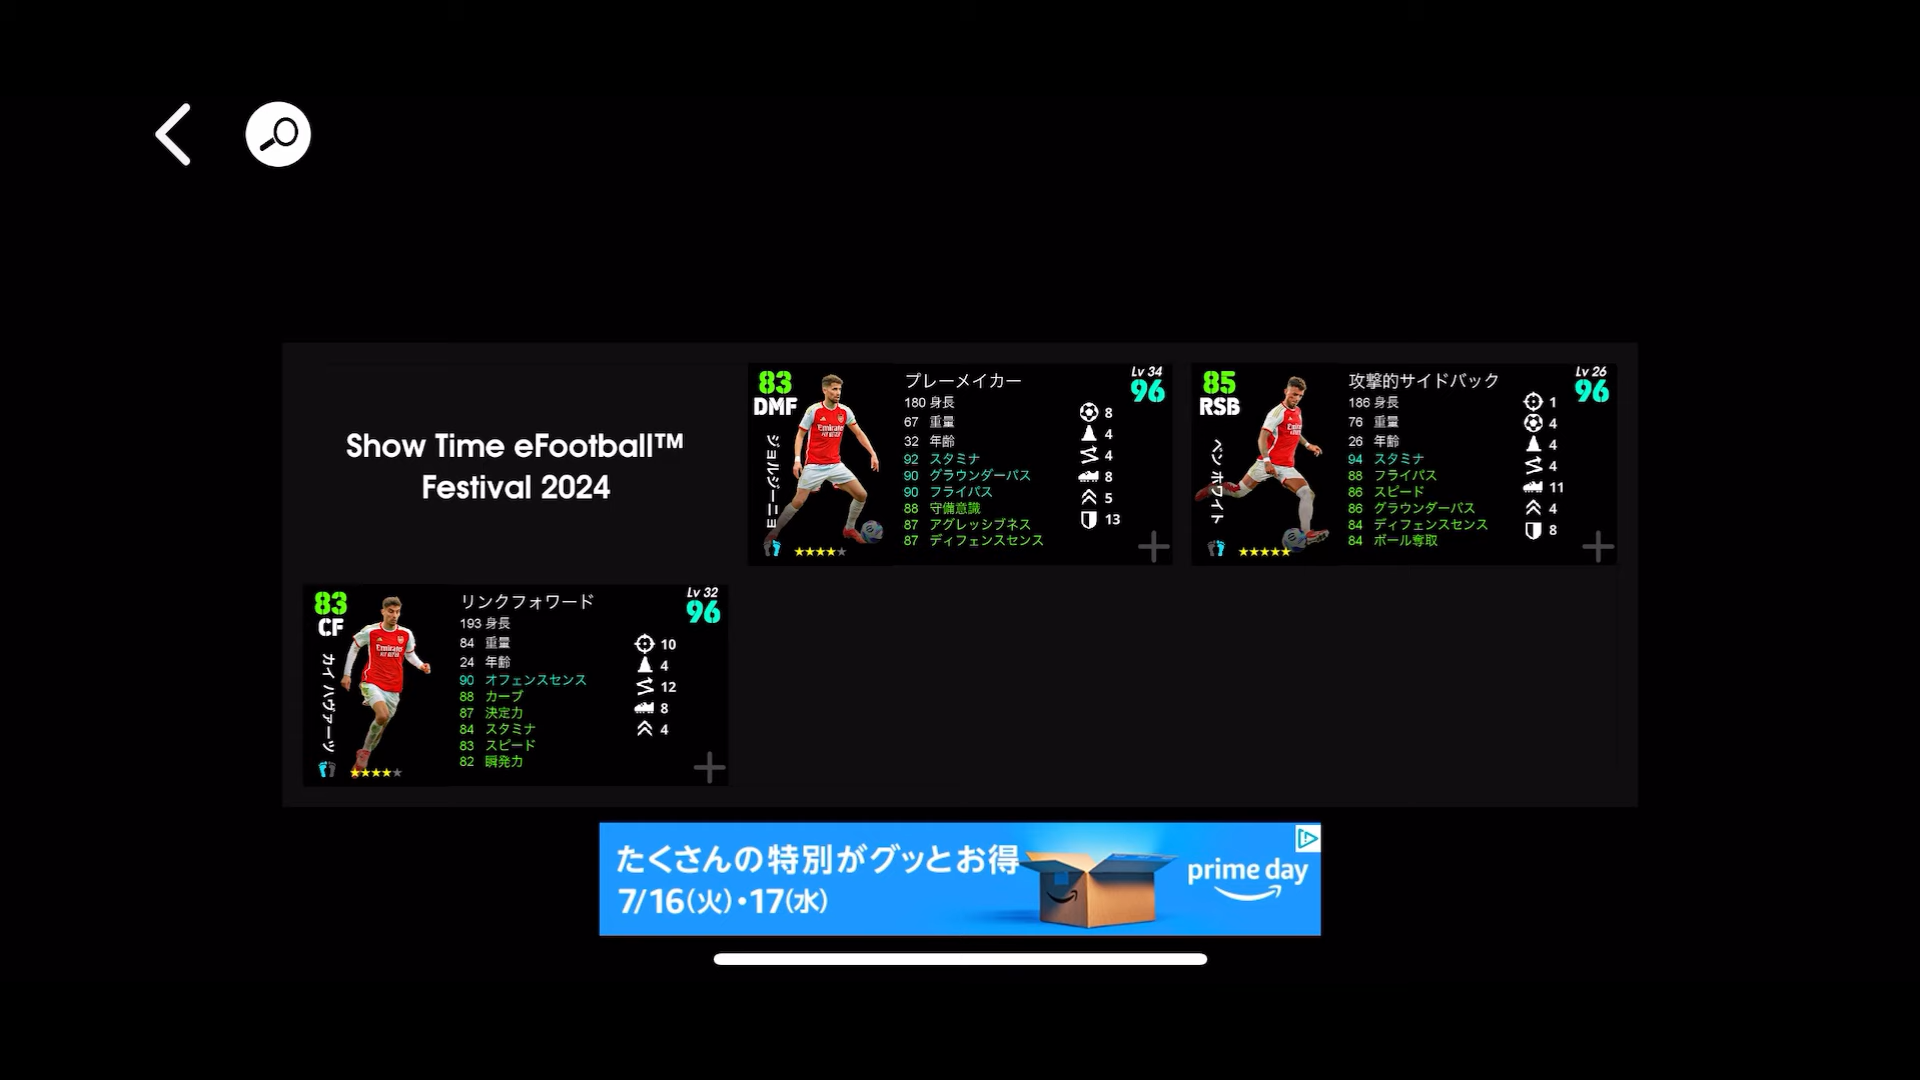 Show Time eFootball™
Festival 2024
83
DMF
ジョルジーニョ
プレーメイカー
180 身長
67 重量
32 年齢
92 スタミナ
90 グラウンダーパス
90 フライパス
88 守備意識
87 アグレッシブネス
87 ディフェンスセンス
Lv 34
96
8
4
4
8
5
13
85
RSB
ベン ホワイト
攻撃的サイドバック
186 身長
76 重量
26 年齢
94 スタミナ
88 フライパス
86 スピード
86 グラウンダーパス
84 ディフェンスセンス
84 ボール奪取
Lv 26
96
1
4
4
4
11
4
8
83
CF
カイ ハヴァーツ
リンクフォワード
193 身長
84 重量
24 年齢
90 オフェンスセンス
88 カーブ
87 決定力
84 スタミナ
83 スピード
82 瞬発力
Lv 32
96
10
4
12
8
4
たくさんの特別がグッとお得
7/16(火)・17(水)
prime day